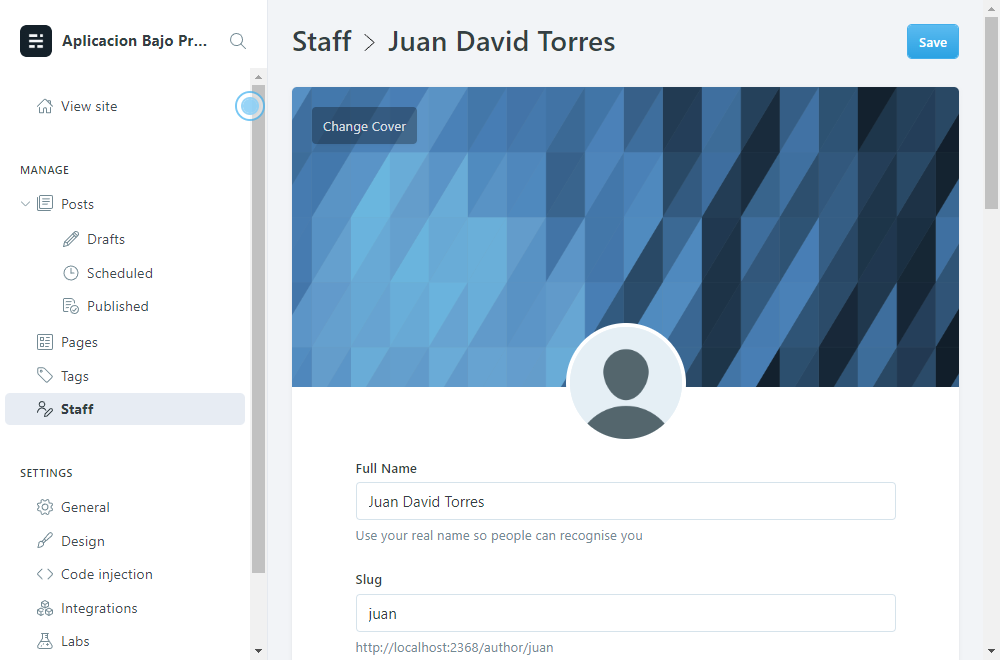 Aplicacion Bajo Pr...
View site
MANAGE
Posts
Drafts
Scheduled
Published
Pages
Tags
Staff
SETTINGS
General
Design
Code injection
Integrations
Labs
Staff > Juan David Torres
Save
Change Cover
Full Name
Juan David Torres
Use your real name so people can recognise you
Slug
juan
http://localhost:2368/author/juan